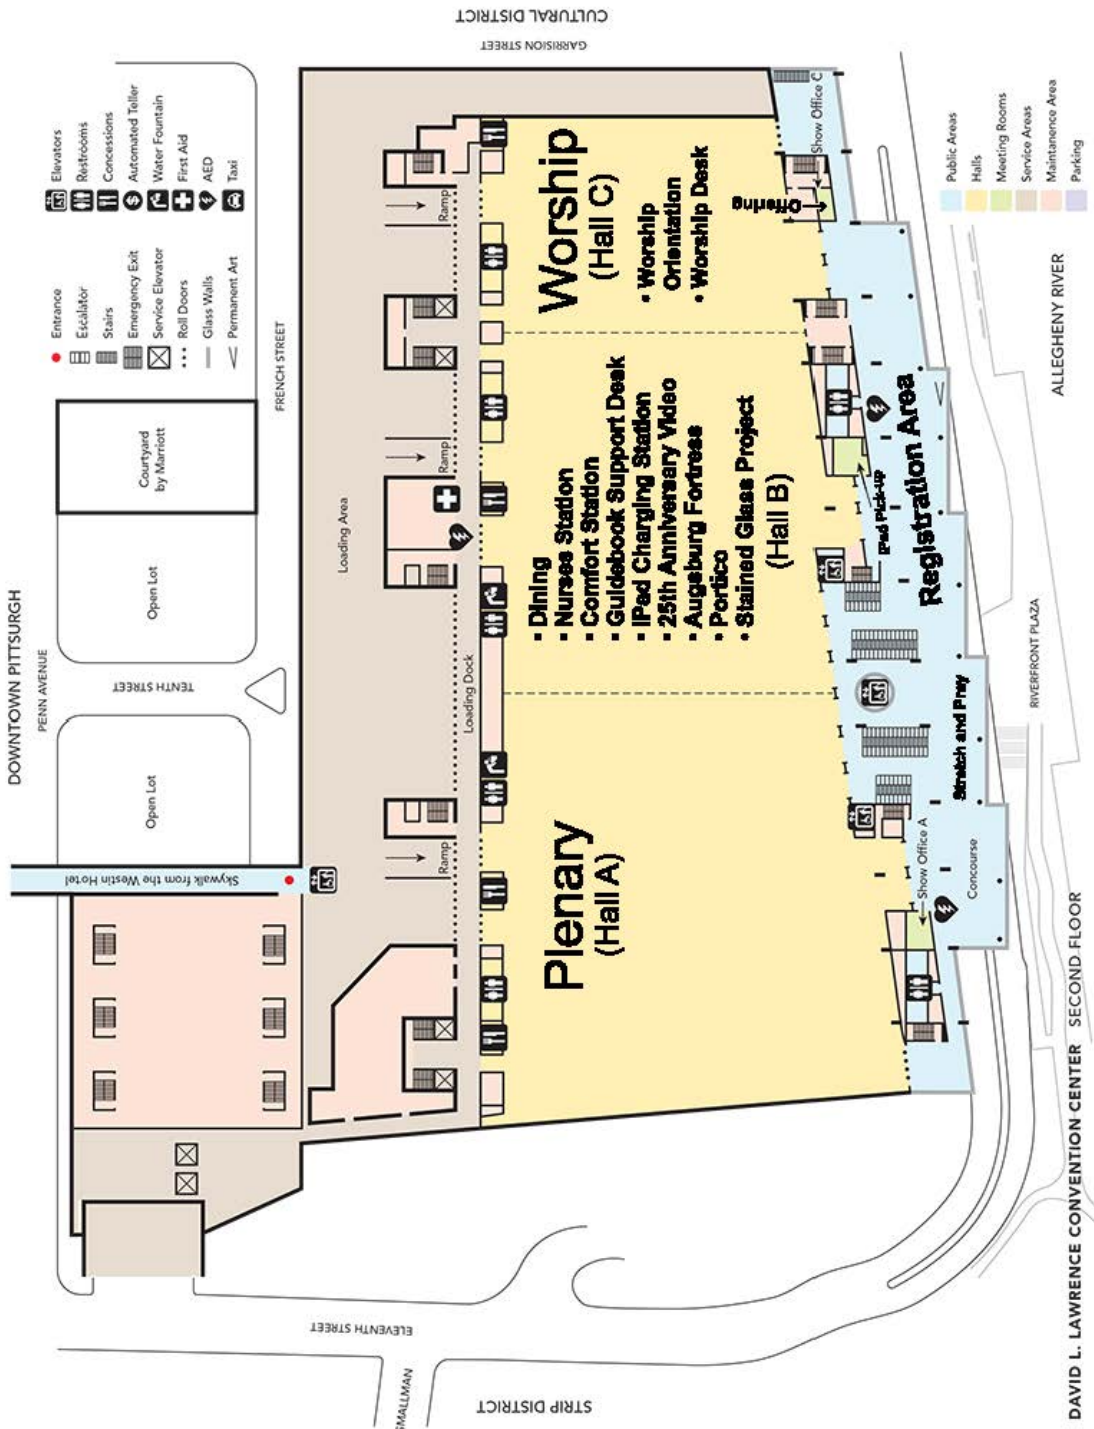 DOWNTOWN PITTSURGH
PENN AVENUE
Open Lot
TENTH STREET
Open Lot
Courtyard
by Marriott
FRENCH STREET
Entrance
Escalator
Stairs
Emergency Exit
Service Elevator
Roll Doors
Glass Walls
Permanent Art
Elevators
Restrooms
Concessions
Automated Teller
Water Fountain
First Aid
AED
Taxi
CULTURAL DISTRICT
GARRISION STREET
Skywalk from the Westin Hotel
Loading Area
Ramp
Ramp
Ramp
Loading Dock
Plenary
(Hall A)
• Dining
• Nurses Station
• Comfort Station
• Guidebook Support Desk
• iPad Charging Station
• 25th Anniversary Video
• Augsburg Fortress
• Portico
• Stained Glass Project
(Hall B)
Worship
(Hall C)
• Worship
Orientation
• Worship Desk
Offering
Show Office C
iPad Pick-up
Registration Area
Stretch and Pray
Show Office A
Concourse
RIVERFRONT PLAZA
ALLEGHENY RIVER
Public Areas
Halls
Meeting Rooms
Service Areas
Maintanence Area
Parking
ELEVENTH STREET
SMALLMAN
STRIP DISTRICT
DAVID L. LAWRENCE CONVENTION CENTER SECOND FLOOR